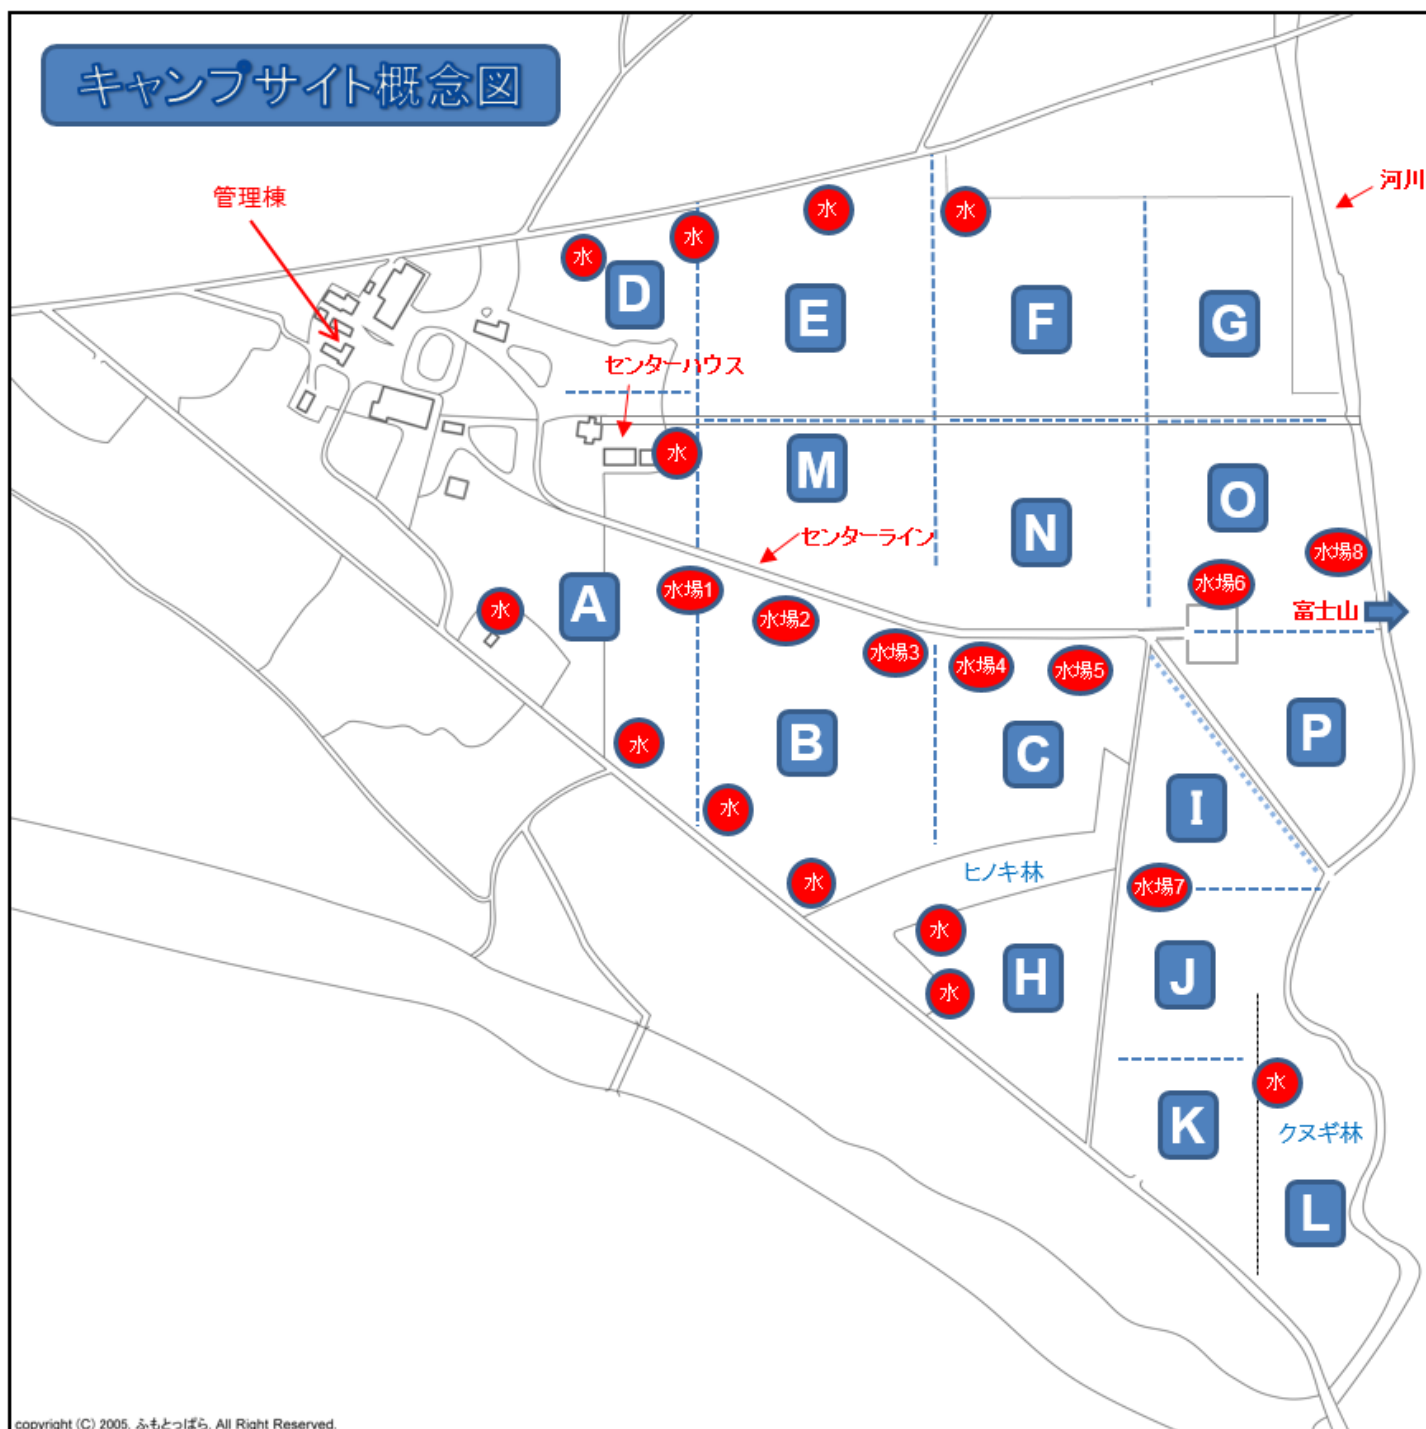 キャンプサイト概念図
河川
管理棟
水
水
水
水
D
E
F
G
センターハウス
水
M
O
N
センターライン
水場8
水場1
水場6
A
水
水場2
富士山
水場3
水場4
水場5
水
B
C
P
水
I
ヒノキ林
水
水場7
水
H
J
水
水
クヌギ林
K
L
copyright (C) 2005, ふもとっぱら, All Right Reserved.